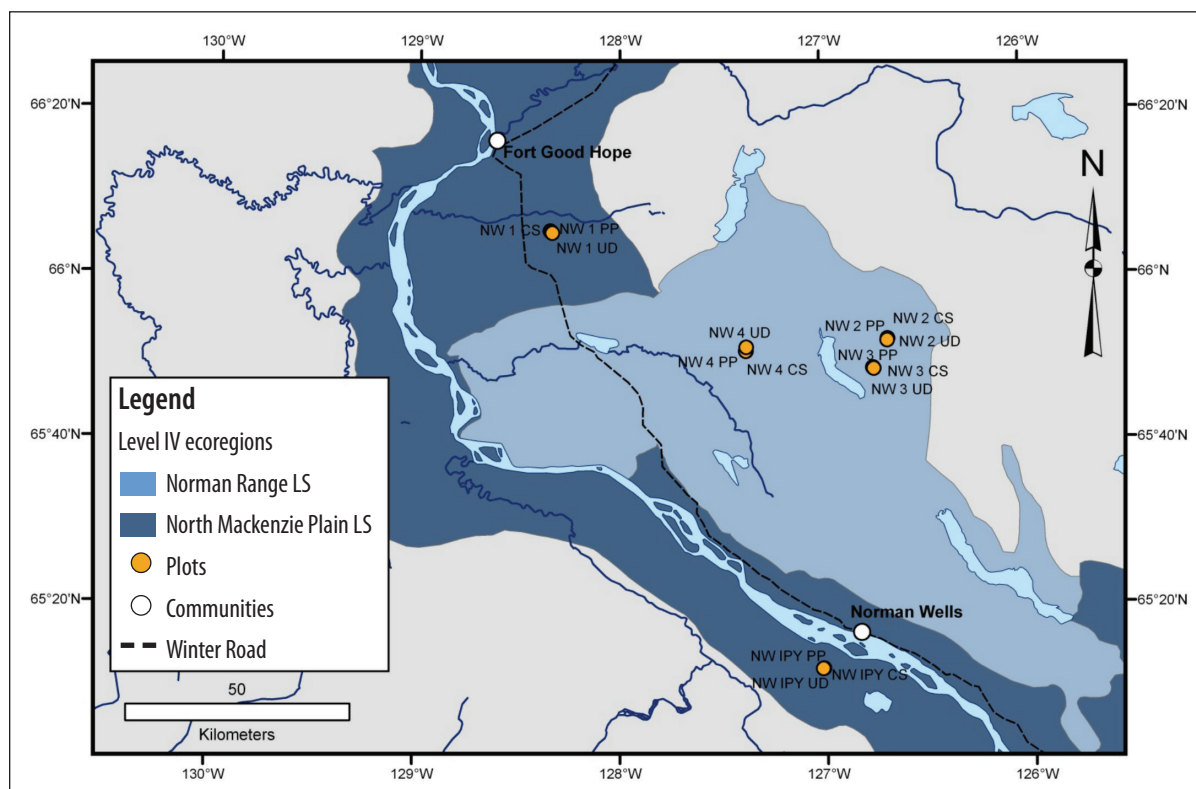 130°W 129°W 128°W 127°W 126°W
66°20'N 66°20'N
Fort Good Hope
N
NW 1 CS NW 1 PP
NW 1 UD
66°N 66°N
NW 2 CS
NW 2 PP
NW 4 UD NW 2 UD
NW 3 PP
NW 4 PP NW 3 CS
NW 4 CS
NW 3 UD
Legend
Level IV ecoregions
Norman Range LS
North Mackenzie Plain LS
Plots
Communities
Winter Road
50
Kilometers
65°40'N 65°40'N
65°20'N 65°20'N
Norman Wells
NW IPY PP
NW IPY CS
NW IPY UD
130°W 129°W 128°W 127°W 126°W